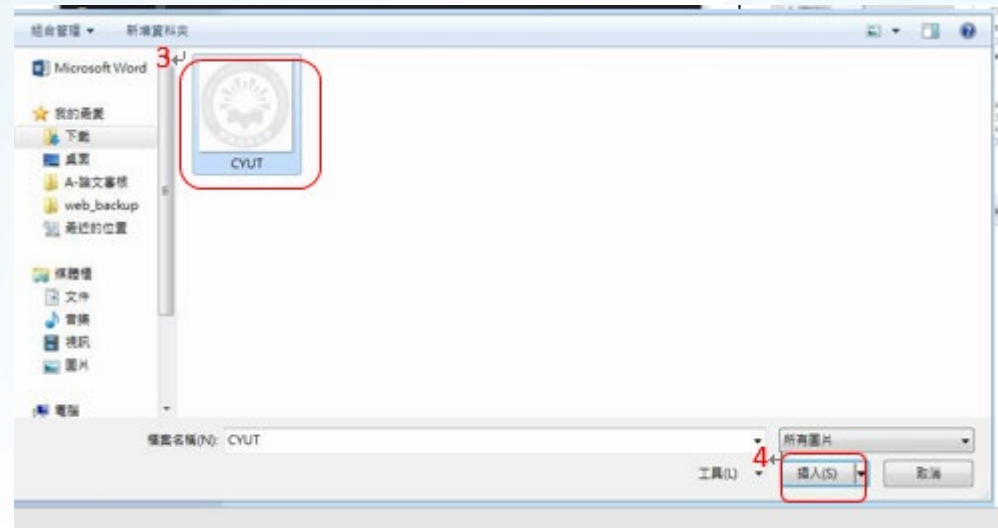 組合管理 ▼ 新增資料夾
3
Microsoft Word
我的最愛
下載
桌面
A-論文審核
web_backup
最近的位置
CYUT
媒體櫃
文件
音樂
視訊
圖片
電腦
檔案名稱(N): CYUT
所有圖片
4
工具(L)
插入(S)
取消